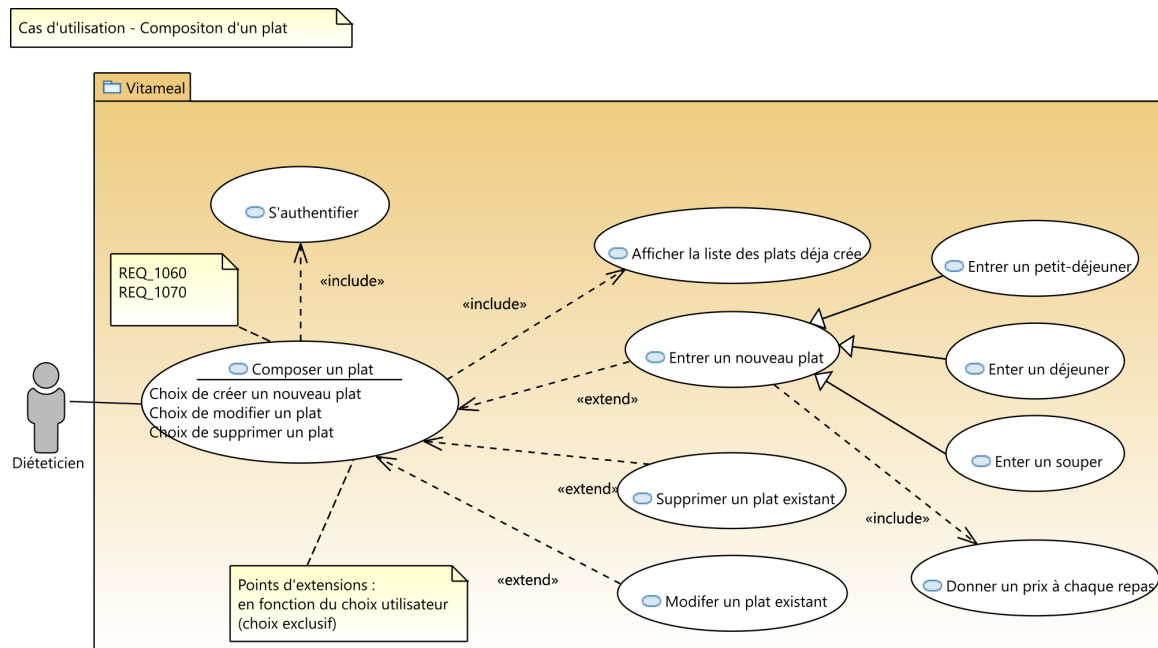 Cas d'utilisation - Compositon d'un plat
Vitameal
S'authentifier
Afficher la liste des plats déja crée
Entrer un petit-déjeuner
REQ_1060
REQ_1070
«include»
«include»
Composer un plat
Choix de créer un nouveau plat
Choix de modifier un plat
Choix de supprimer un plat
Entrer un nouveau plat
Enter un déjeuner
«extend»
Diéteticien
Enter un souper
«extend»
Supprimer un plat existant
«include»
Points d'extensions :
en fonction du choix utilisateur
(choix exclusif)
«extend»
Modifer un plat existant
Donner un prix à chaque repas